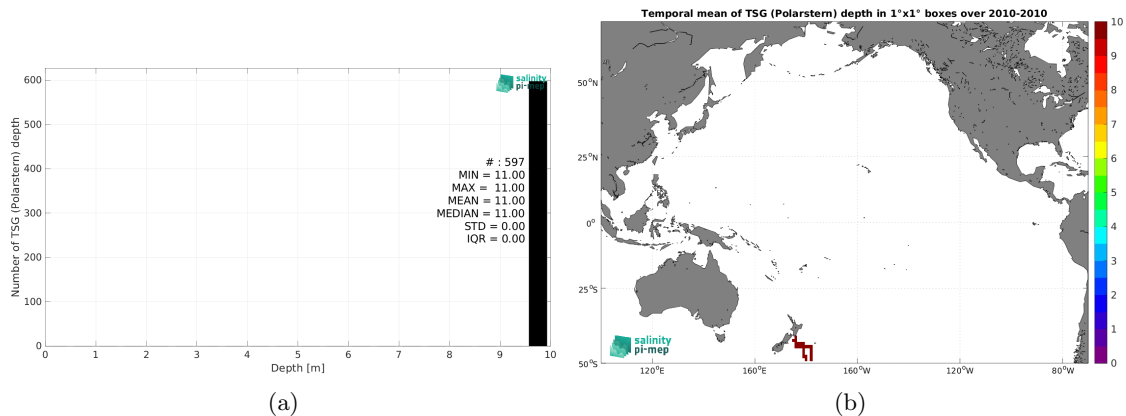 600
500
400
300
200
100
0
Number of TSG (Polarstern) depth
salinity
pi-mep
# : 597
MIN = 11.00
MAX = 11.00
MEAN = 11.00
MEDIAN = 11.00
STD = 0.00
IQR = 0.00
0 1 2 3 4 5 6 7 8 9 10
Depth [m]
(a)
Temporal mean of TSG (Polarstern) depth in 1°x1° boxes over 2010-2010
50°N
25°N
0°
25°S
50°S
salinity
pi-mep
120°E 160°E 160°W 120°W 80°W
10
9
8
7
6
5
4
3
2
1
0
(b)